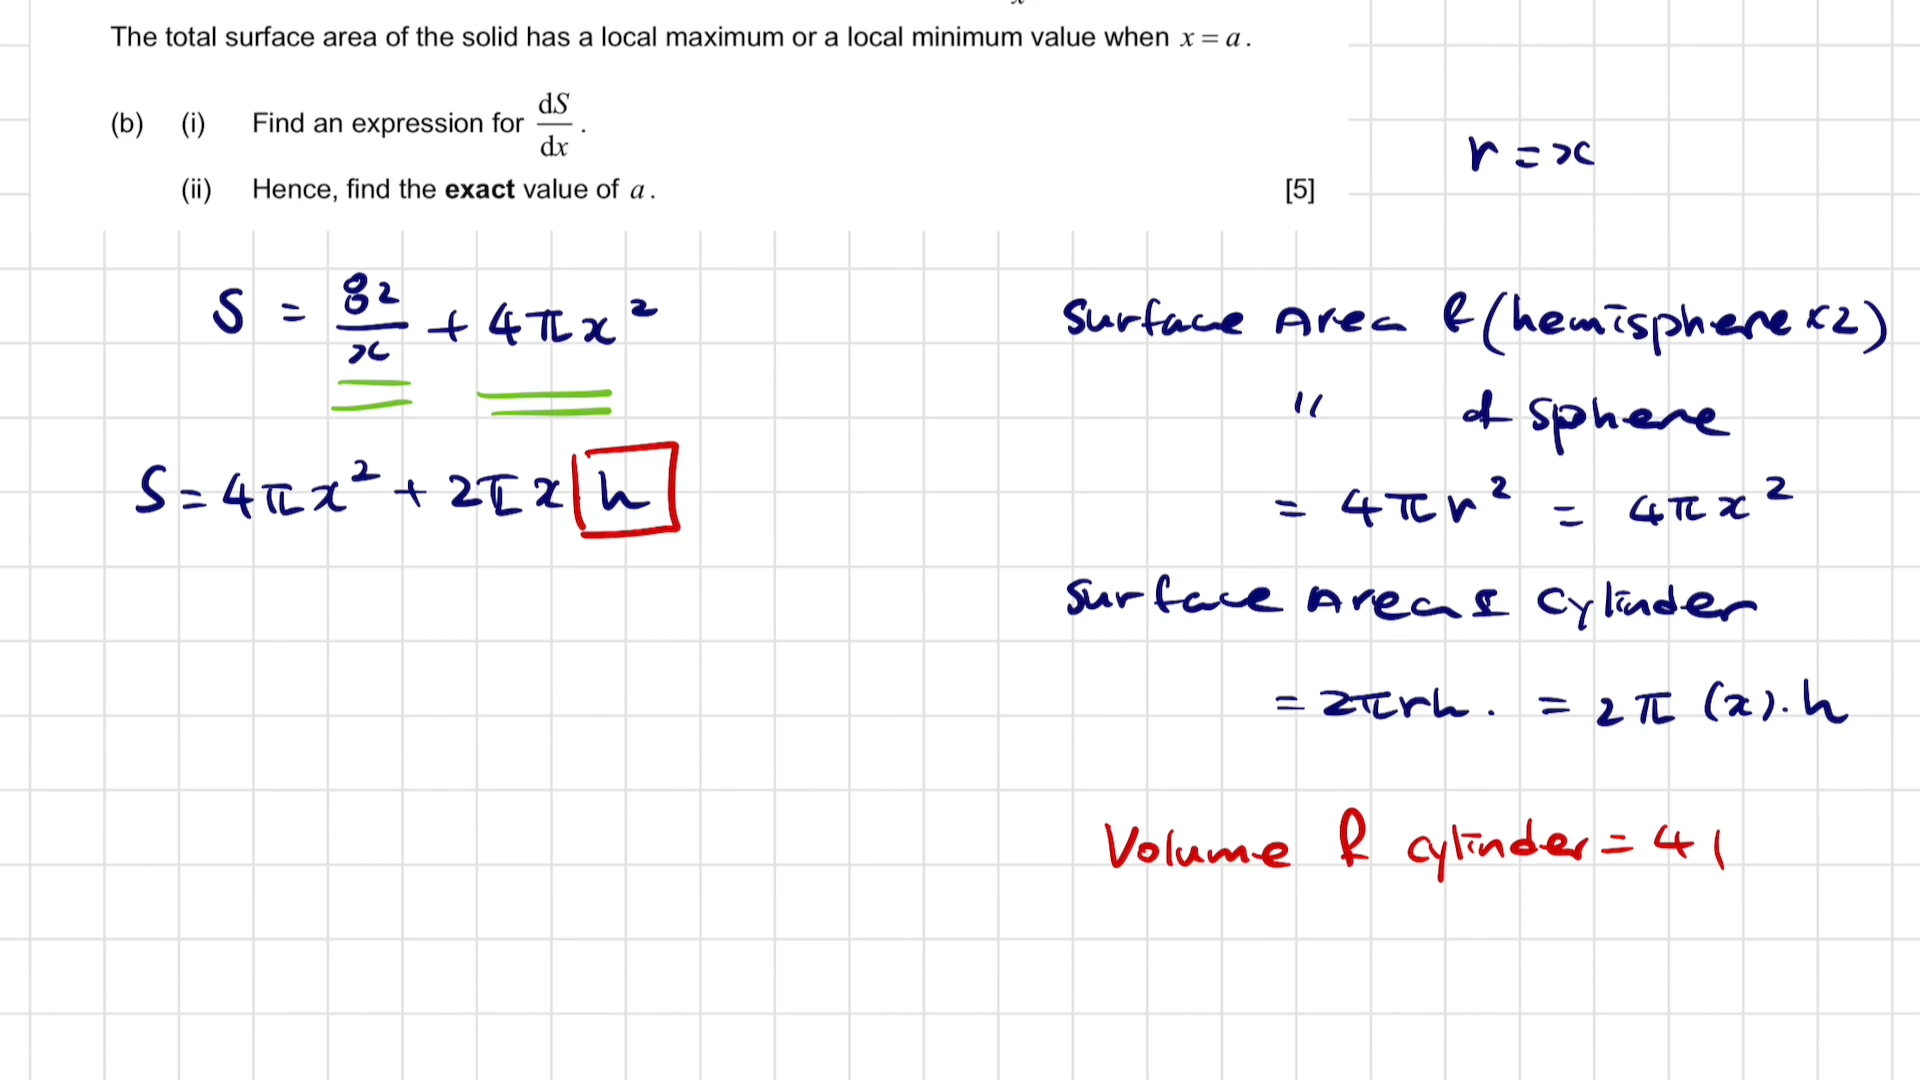 The total surface area of the solid has a local maximum or a local minimum value when x = a.
(b) (i) Find an expression for dS/dx.
(ii) Hence, find the exact value of a. [5]
r = x
S = 82/x + 4πx²
S = 4πx² + 2πx h
Surface Area of (hemisphere x2)
" of sphere
= 4πr² = 4πx²
Surface Area of cylinder
= 2πrh. = 2π(x).h
Volume of cylinder = 41